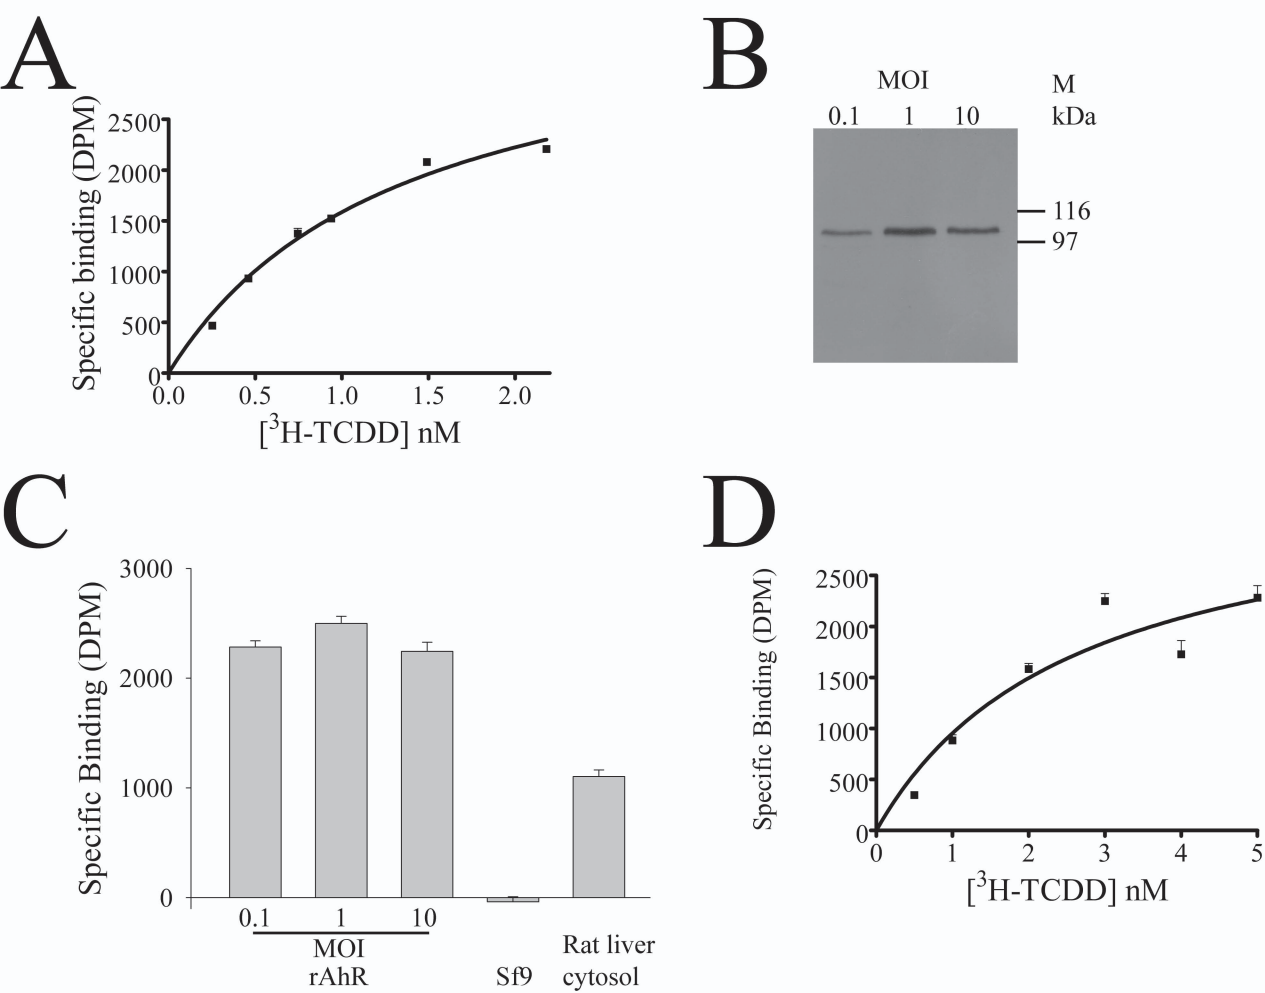 A
Specific binding (DPM)
2500
2000
1500
1000
500
0
0.0 0.5 1.0 1.5 2.0
[³H-TCDD] nM
B
MOI M
0.1 1 10 kDa
116
97
C
Specific Binding (DPM)
3000
2000
1000
0
0.1 1 10
MOI
rAhR
Sf9
Rat liver
cytosol
D
Specific Binding (DPM)
2500
2000
1500
1000
500
0
0 1 2 3 4 5
[³H-TCDD] nM